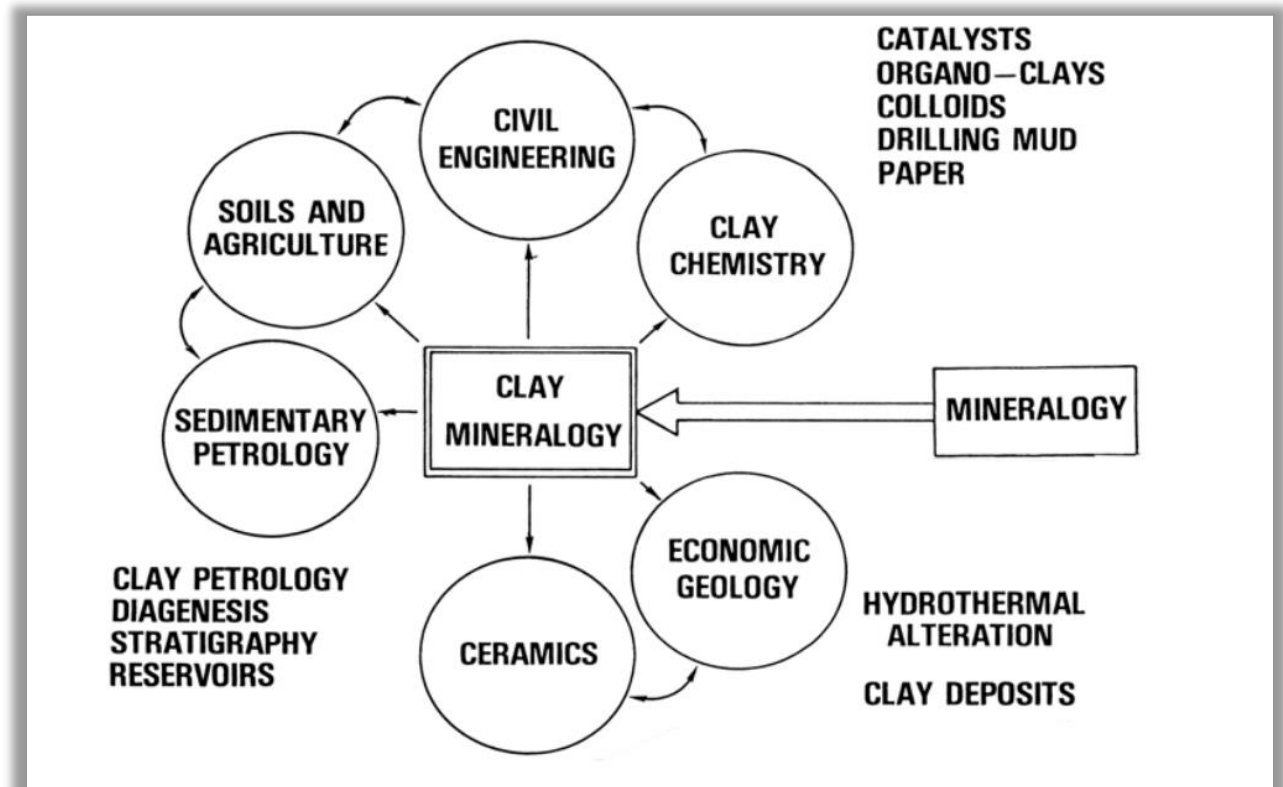 CATALYSTS
ORGANO–CLAYS
COLLOIDS
DRILLING MUD
PAPER
CIVIL
ENGINEERING
SOILS AND
AGRICULTURE
CLAY
CHEMISTRY
CLAY
MINERALOGY
MINERALOGY
SEDIMENTARY
PETROLOGY
ECONOMIC
GEOLOGY
CERAMICS
CLAY PETROLOGY
DIAGENESIS
STRATIGRAPHY
RESERVOIRS
HYDROTHERMAL
ALTERATION
CLAY DEPOSITS